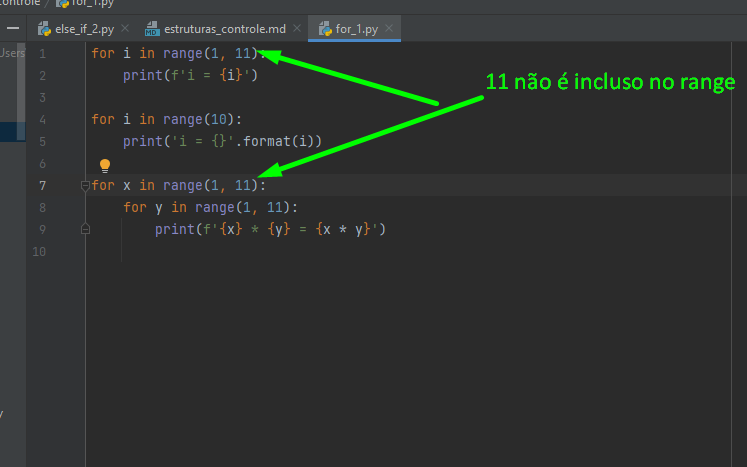 controle / for_1.py
else_if_2.py
estruturas_controle.md
for_1.py
Users
1 for i in range(1, 11):
2 print(f'i = {i}')
3
4 for i in range(10):
5 print('i = {}'.format(i))
6
7 for x in range(1, 11):
8 for y in range(1, 11):
9 print(f'{x} * {y} = {x * y}')
10
11 não é incluso no range
y